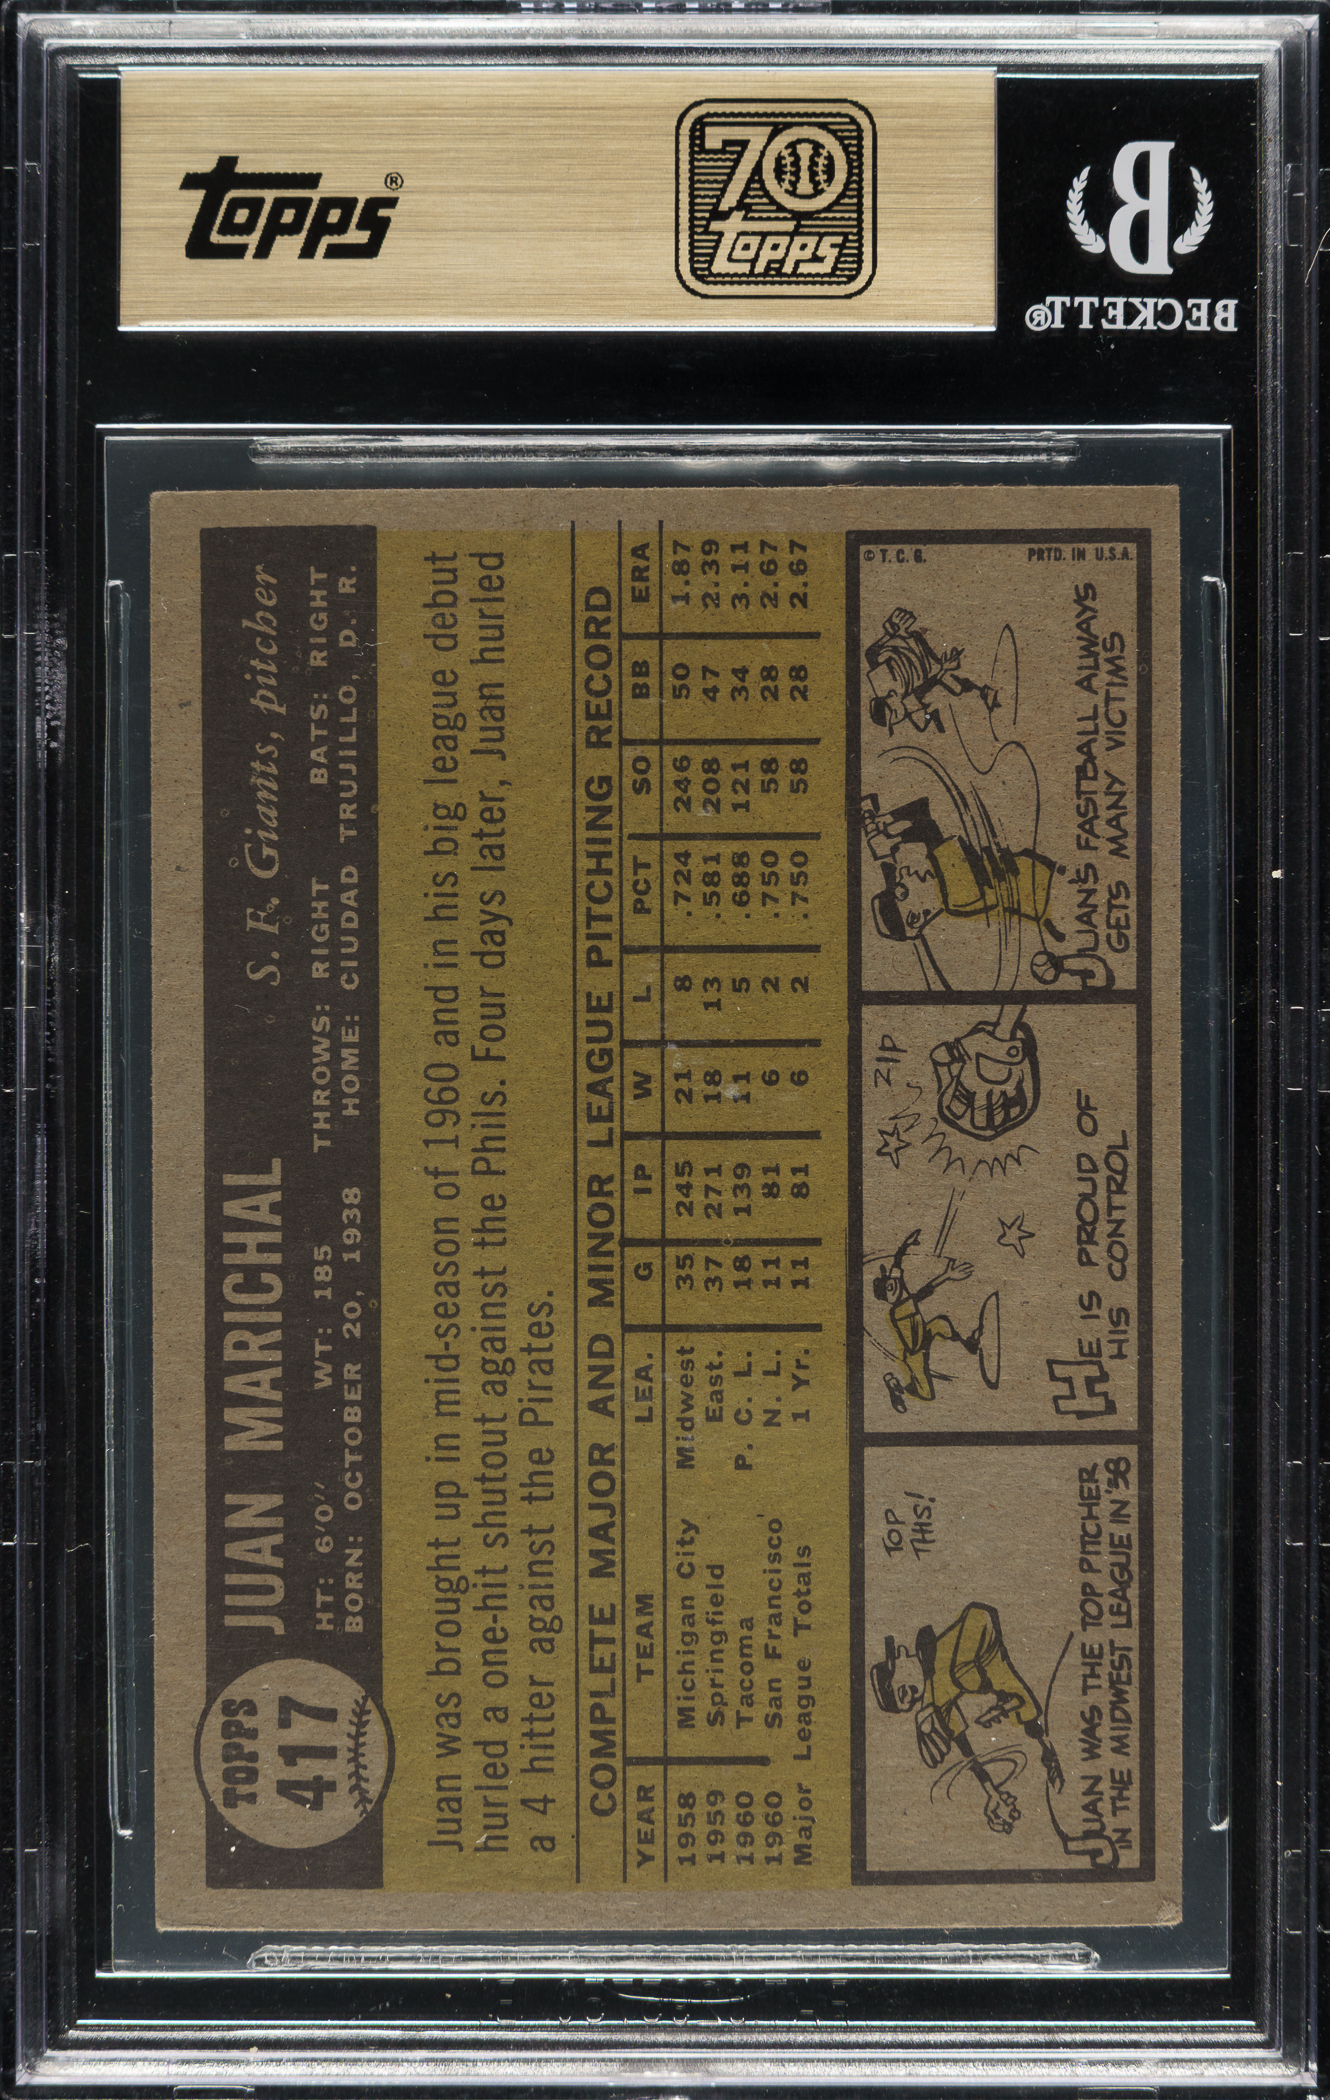 TOPPS®
70
TOPPS
B
BECKETT®
TOPPS
417
JUAN MARICHAL
S. F. Giants, pitcher
HT: 6'0'' WT: 185 THROWS: RIGHT BATS: RIGHT
BORN: OCTOBER 20, 1938 HOME: CIUDAD TRUJILLO, D. R.
Juan was brought up in mid-season of 1960 and in his big league debut
hurled a one-hit shutout against the Phils. Four days later, Juan hurled
a 4 hitter against the Pirates.
COMPLETE MAJOR AND MINOR LEAGUE PITCHING RECORD
YEAR TEAM LEA. G IP W L PCT SO BB ERA
1958 Michigan City Midwest 35 245 21 8 .724 246 50 1.87
1959 Springfield East. 37 271 18 13 .581 208 47 2.39
1960 Tacoma P. C. L. 18 139 11 5 .688 121 34 3.11
1960 San Francisco N. L. 11 81 6 2 .750 58 28 2.67
Major League Totals 1 Yr. 11 81 6 2 .750 58 28 2.67
TOP
THIS!
JUAN WAS THE TOP PITCHER
IN THE MIDWEST LEAGUE IN '58
ZIP
HE IS PROUD OF
HIS CONTROL
JUAN'S FASTBALL ALWAYS
GETS MANY VICTIMS
© T. C. G.
PRTD. IN U.S.A.